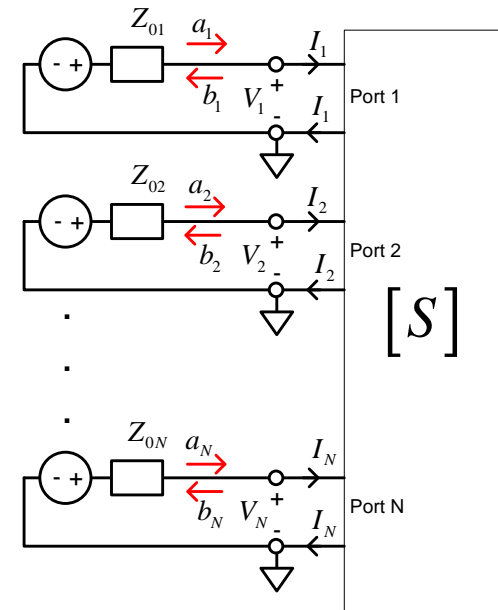 Z01 a1 I1
- +
b1 V1 + -
I1
Port 1
Z02 a2 I2
- +
b2 V2 + -
I2
Port 2
[S]
.
.
.
Z0N aN IN
- +
bN VN + -
IN
Port N